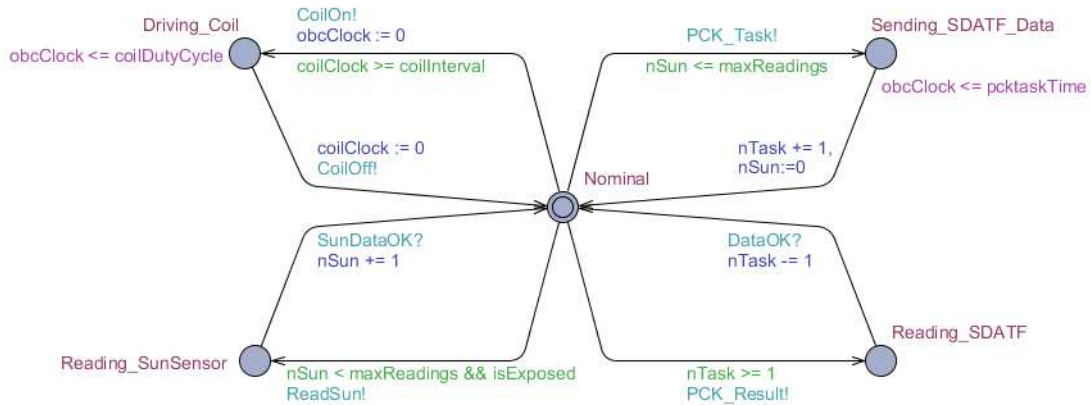 CoilOn!
Driving_Coil
obcClock := 0
obcClock <= coilDutyCycle
coilClock >= coilInterval
PCK_Task!
Sending_SDATF_Data
nSun <= maxReadings
obcClock <= pcktaskTime
coilClock := 0
CoilOff!
nTask += 1,
nSun:=0
Nominal
SunDataOK?
nSun += 1
DataOK?
nTask -= 1
Reading_SunSensor
nSun < maxReadings && isExposed
ReadSun!
Reading_SDATF
nTask >= 1
PCK_Result!